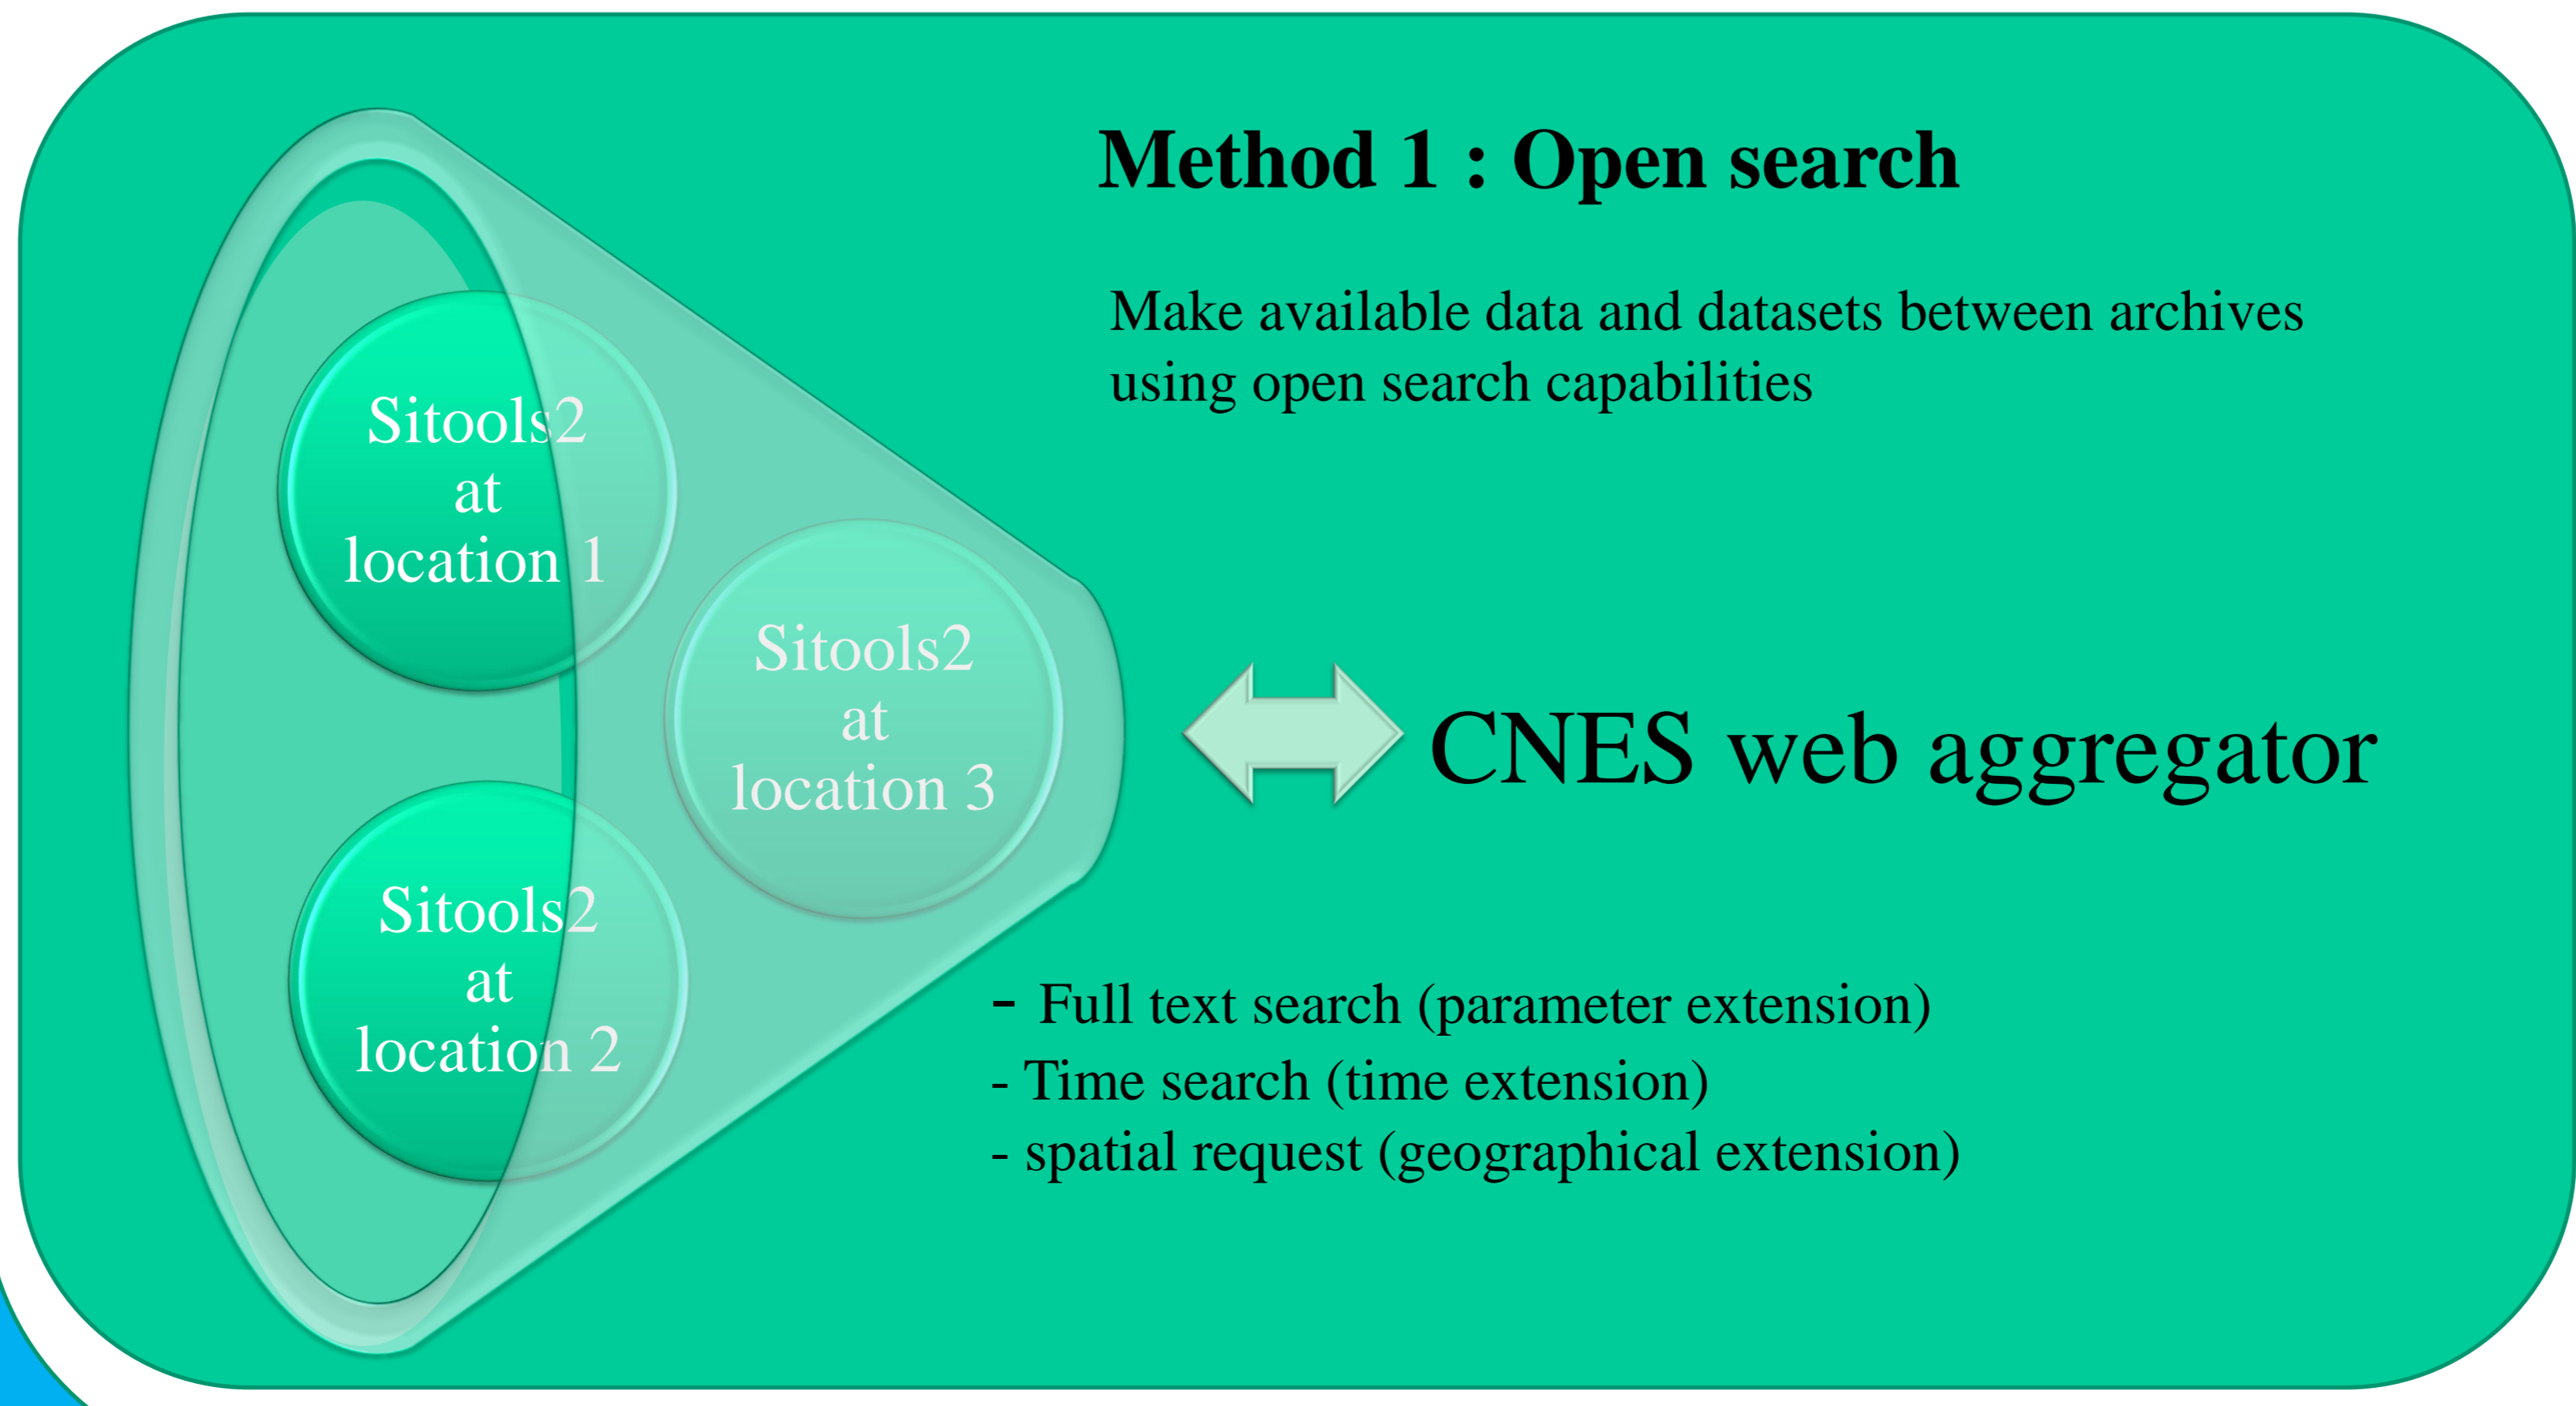 Method 1 : Open search
Make available data and datasets between archives
using open search capabilities
Sitools2
at
location 1
Sitools2
at
location 3
Sitools2
at
location 2
CNES web aggregator
- Full text search (parameter extension)
- Time search (time extension)
- spatial request (geographical extension)